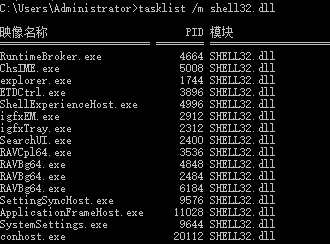 C:\Users\Administrator>tasklist /m shell32.dll
映像名称 PID 模块
RuntimeBroker.exe 4664 SHELL32.dll
ChsIME.exe 5008 SHELL32.dll
explorer.exe 1744 SHELL32.dll
ETDCtrl.exe 3896 SHELL32.dll
ShellExperienceHost.exe 4996 SHELL32.dll
igfxEM.exe 2912 SHELL32.dll
igfxTray.exe 2312 SHELL32.dll
SearchUI.exe 2400 SHELL32.dll
RAVCpl64.exe 3536 SHELL32.dll
RAVBg64.exe 4848 SHELL32.dll
RAVBg64.exe 2484 SHELL32.dll
RAVBg64.exe 6184 SHELL32.dll
SettingSyncHost.exe 9576 SHELL32.dll
ApplicationFrameHost.exe 11028 SHELL32.dll
SystemSettings.exe 9644 SHELL32.dll
conhost.exe 20112 SHELL32.dll